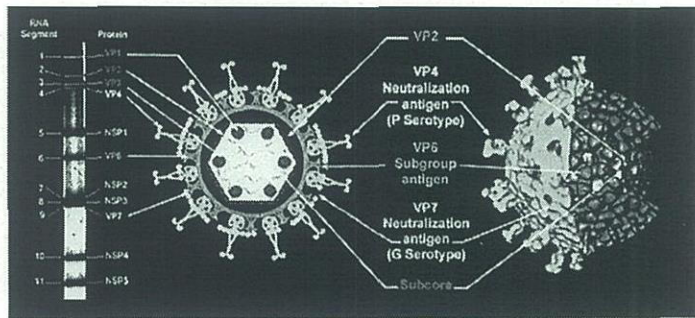 RNA Segment
Protein
1 VP1
2 VP2
3 VP3
4 VP4
5 NSP1
6 VP6
7 NSP2
8 NSP3
9 VP7
10 NSP4
11 NSP5
VP2
VP4
Neutralization
antigen
(P Serotype)
VP6
Subgroup
antigen
VP7
Neutralization
antigen
(G Serotype)
Subcore